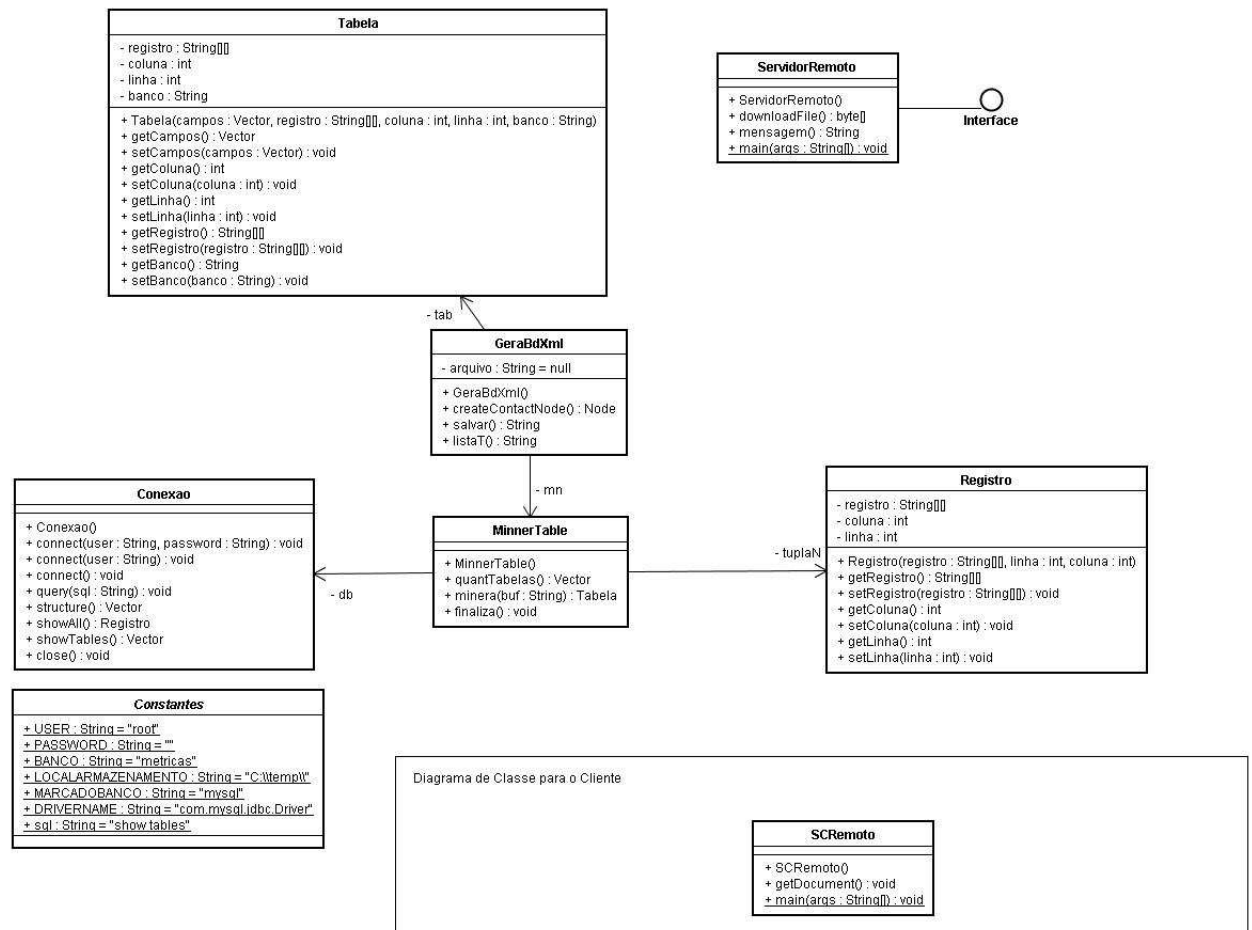 Tabela
- registro : String[][]
- coluna : int
- linha : int
- banco : String
+ Tabela(campos : Vector, registro : String[][], coluna : int, linha : int, banco : String)
+ getCampos() : Vector
+ setCampos(campos : Vector) : void
+ getColuna() : int
+ setColuna(coluna : int) : void
+ getLinha() : int
+ setLinha(linha : int) : void
+ getRegistro() : String[][]
+ setRegistro(registro : String[][]) : void
+ getBanco() : String
+ setBanco(banco : String) : void
ServidorRemoto
+ ServidorRemoto()
+ downloadFile() : byte[]
+ mensagem() : String
+ main(args : String[]) : void
Interface
- tab
GeraBdXml
- arquivo : String = null
+ GeraBdXml()
+ createContactNode() : Node
+ salvar() : String
+ listaT() : String
- mn
Conexao
+ Conexao()
+ connect(user : String, password : String) : void
+ connect(user : String) : void
+ connect() : void
+ query(sql : String) : void
+ structure() : Vector
+ showAll() : Registro
+ showTables() : Vector
+ close() : void
- db
MinnerTable
+ MinnerTable()
+ quantTabelas() : Vector
+ minera(buf : String) : Tabela
+ finaliza() : void
- tuplaN
Registro
- registro : String[][]
- coluna : int
- linha : int
+ Registro(registro : String[][], linha : int, coluna : int)
+ getRegistro() : String[][]
+ setRegistro(registro : String[][]) : void
+ getColuna() : int
+ setColuna(coluna : int) : void
+ getLinha() : int
+ setLinha(linha : int) : void
Constantes
+ USER : String = "root"
+ PASSWORD : String = ""
+ BANCO : String = "metricas"
+ LOCALARMAZENAMENTO : String = "C:\\temp\\"
+ MARCADOBANCO : String = "mysql"
+ DRIVERNAME : String = "com.mysql.jdbc.Driver"
+ sql : String = "show tables"
Diagrama de Classe para o Cliente
SCRemoto
+ SCRemoto()
+ getDocument() : void
+ main(args : String[]) : void